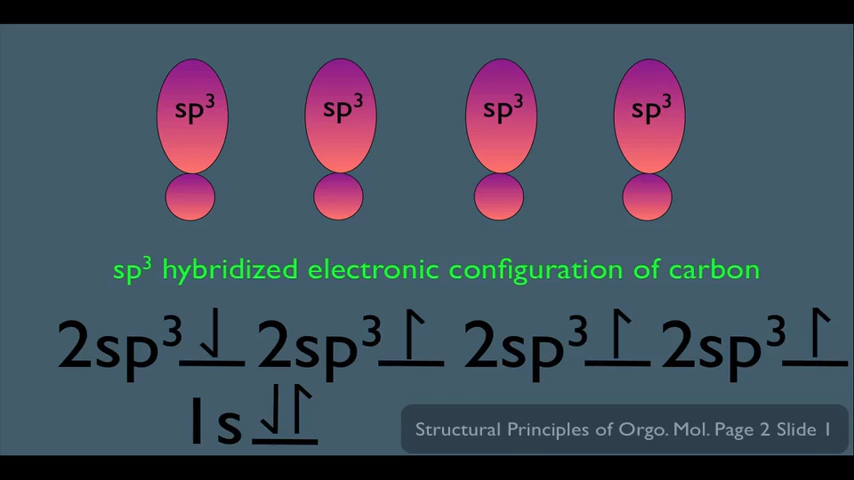 sp³ sp³ sp³ sp³
sp³ hybridized electronic configuration of carbon
2sp³⇃ 2sp³↾ 2sp³↾ 2sp³↾
1s⇃↾
Structural Principles of Orgo. Mol. Page 2 Slide 1